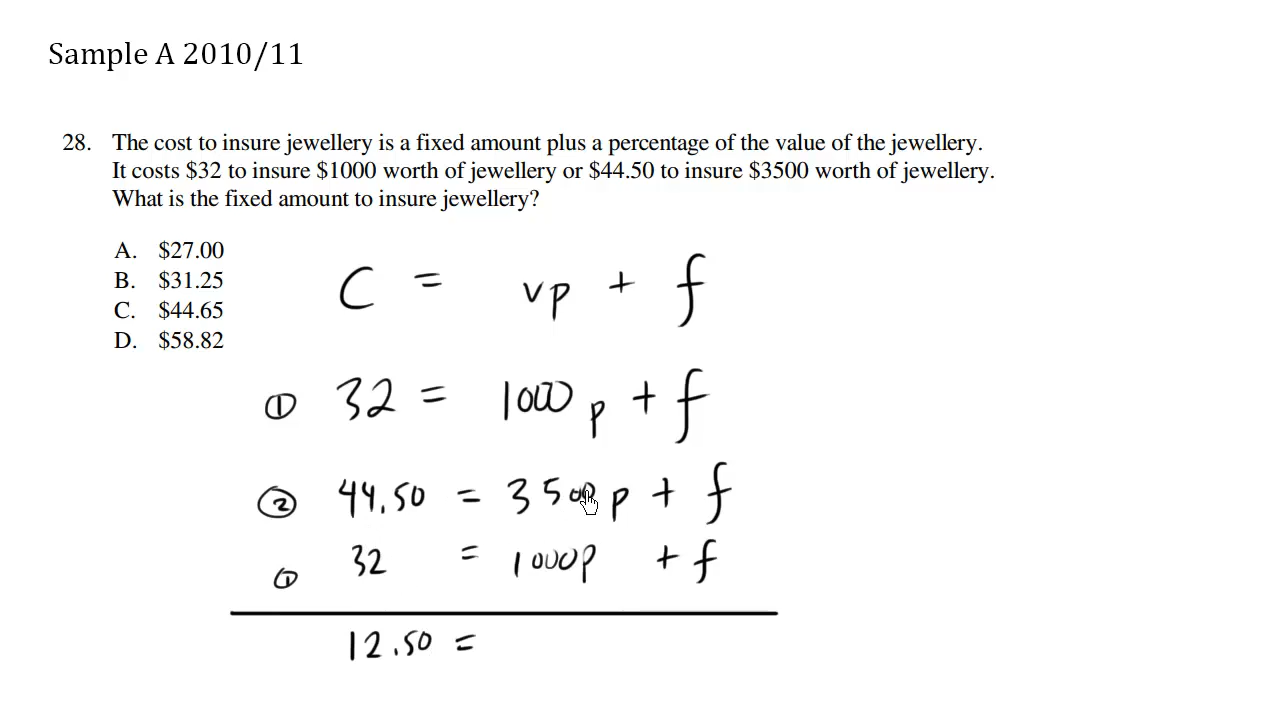 Sample A 2010/11
28. The cost to insure jewellery is a fixed amount plus a percentage of the value of the jewellery.
It costs $32 to insure $1000 worth of jewellery or $44.50 to insure $3500 worth of jewellery.
What is the fixed amount to insure jewellery?
A. $27.00
B. $31.25
C. $44.65
D. $58.82
C = vp + f
① 32 = 1000p + f
② 44.50 = 3500p + f
① 32 = 1000p + f
12.50 =